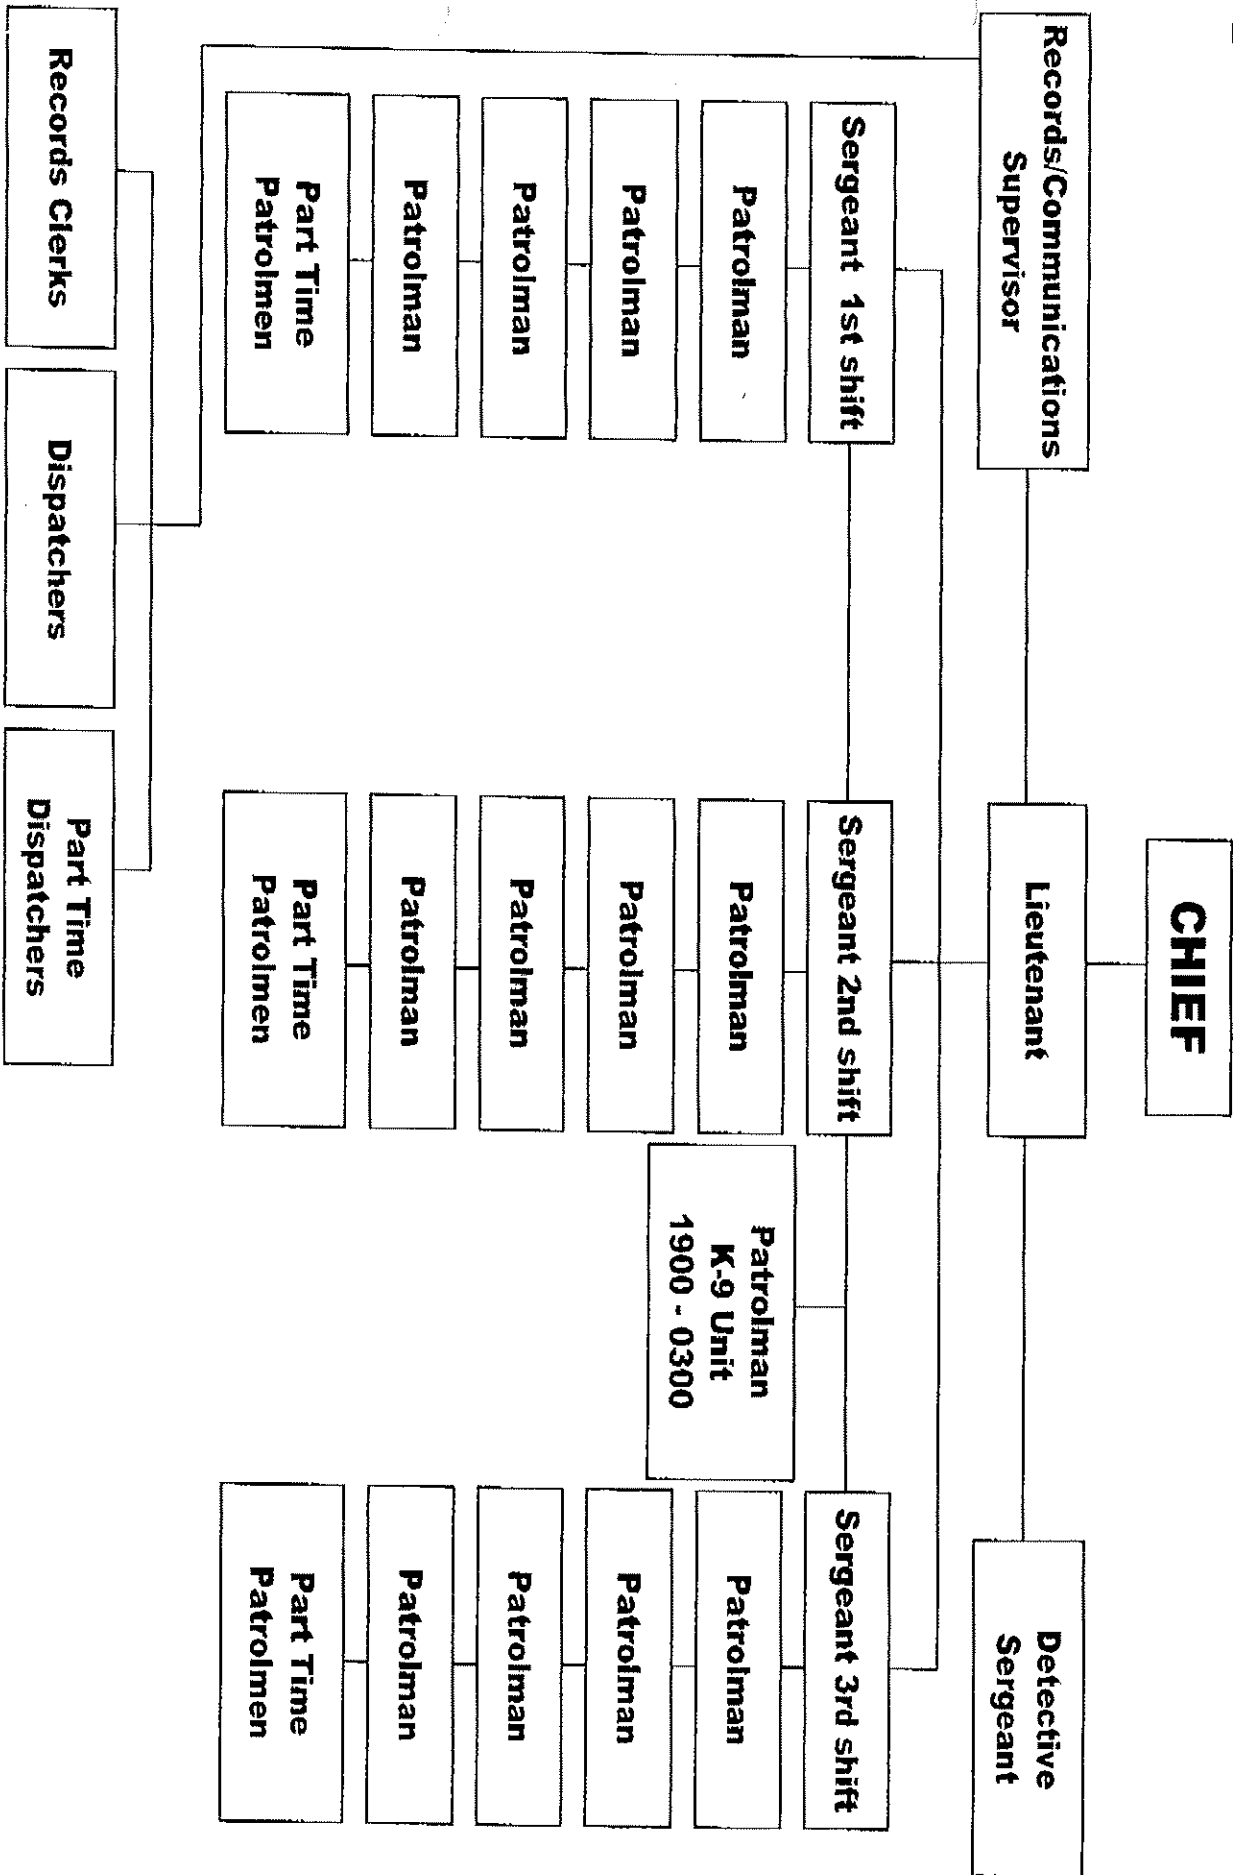 CHIEF
Records/Communications
Supervisor
Lieutenant
Detective
Sergeant
Sergeant 1st shift
Sergeant 2nd shift
Sergeant 3rd shift
Patrolman
Patrolman
Patrolman
K-9 Unit
1900 - 0300
Patrolman
Patrolman
Patrolman
Patrolman
Patrolman
Patrolman
Patrolman
Patrolman
Patrolman
Patrolman
Part Time
Patrolmen
Part Time
Patrolmen
Part Time
Patrolmen
Records Clerks
Dispatchers
Part Time
Dispatchers